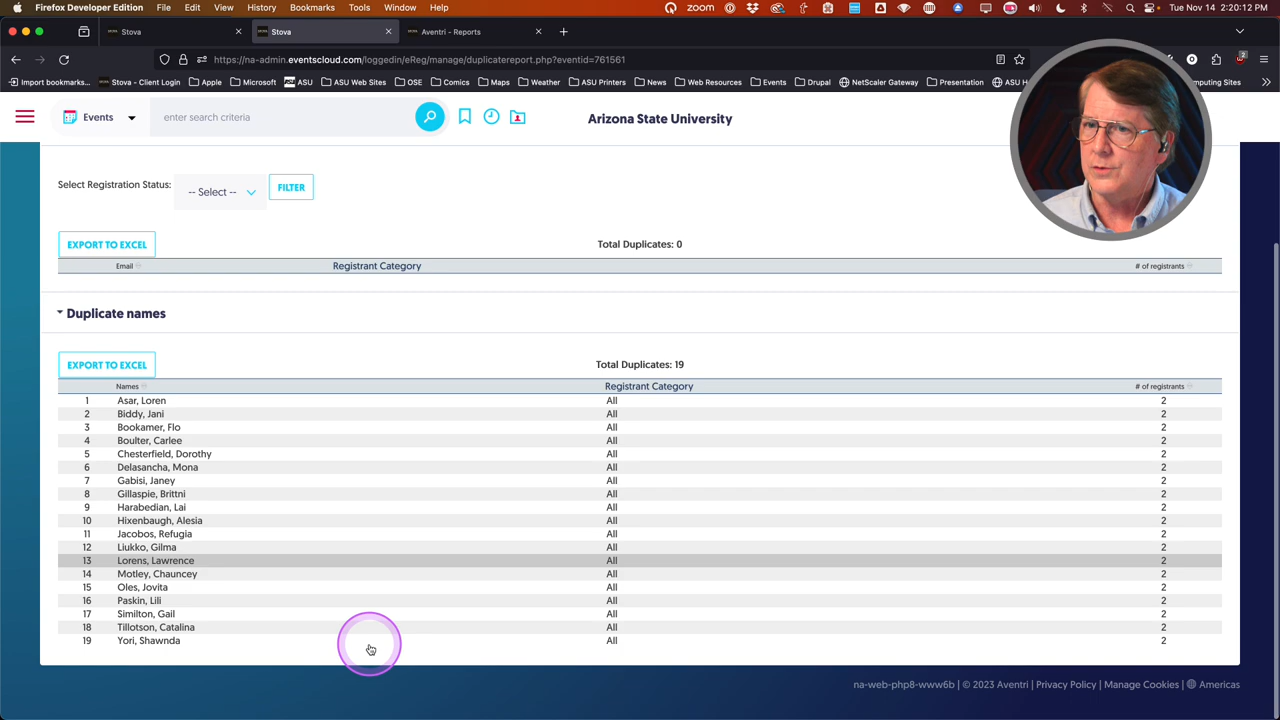 Firefox Developer Edition File Edit View History Bookmarks Tools Window Help zoom Tue Nov 14 2:20:12 PM
Stova
Stova
Aventri - Reports
https://na-admin.eventscloud.com/loggedin/eReg/manage/duplicatereport.php?eventid=761561
Import bookmarks... Stova - Client Login Apple Microsoft ASU ASU Web Sites OSE Comics Maps Weather ASU Printers News Web Resources Events Drupal NetScaler Gateway Presentation ASU
Events
enter search criteria
Arizona State University
Select Registration Status:
-- Select --
FILTER
EXPORT TO EXCEL
Total Duplicates: 0
Email Registrant Category # of registrants
Duplicate names
EXPORT TO EXCEL
Total Duplicates: 19
Names Registrant Category # of registrants
1 Asar, Loren All 2
2 Biddy, Jani All 2
3 Bookamer, Flo All 2
4 Boulter, Carlee All 2
5 Chesterfield, Dorothy All 2
6 Delasancha, Mona All 2
7 Gabisi, Janey All 2
8 Gillaspie, Brittni All 2
9 Harabedian, Lai All 2
10 Hixenbaugh, Alesia All 2
11 Jacobos, Refugia All 2
12 Liukko, Gilma All 2
13 Lorens, Lawrence All 2
14 Motley, Chauncey All 2
15 Oles, Jovita All 2
16 Paskin, Lili All 2
17 Similton, Gail All 2
18 Tillotson, Catalina All 2
19 Yori, Shawnda All 2
na-web-php8-www6b | © 2023 Aventri | Privacy Policy | Manage Cookies | Americas